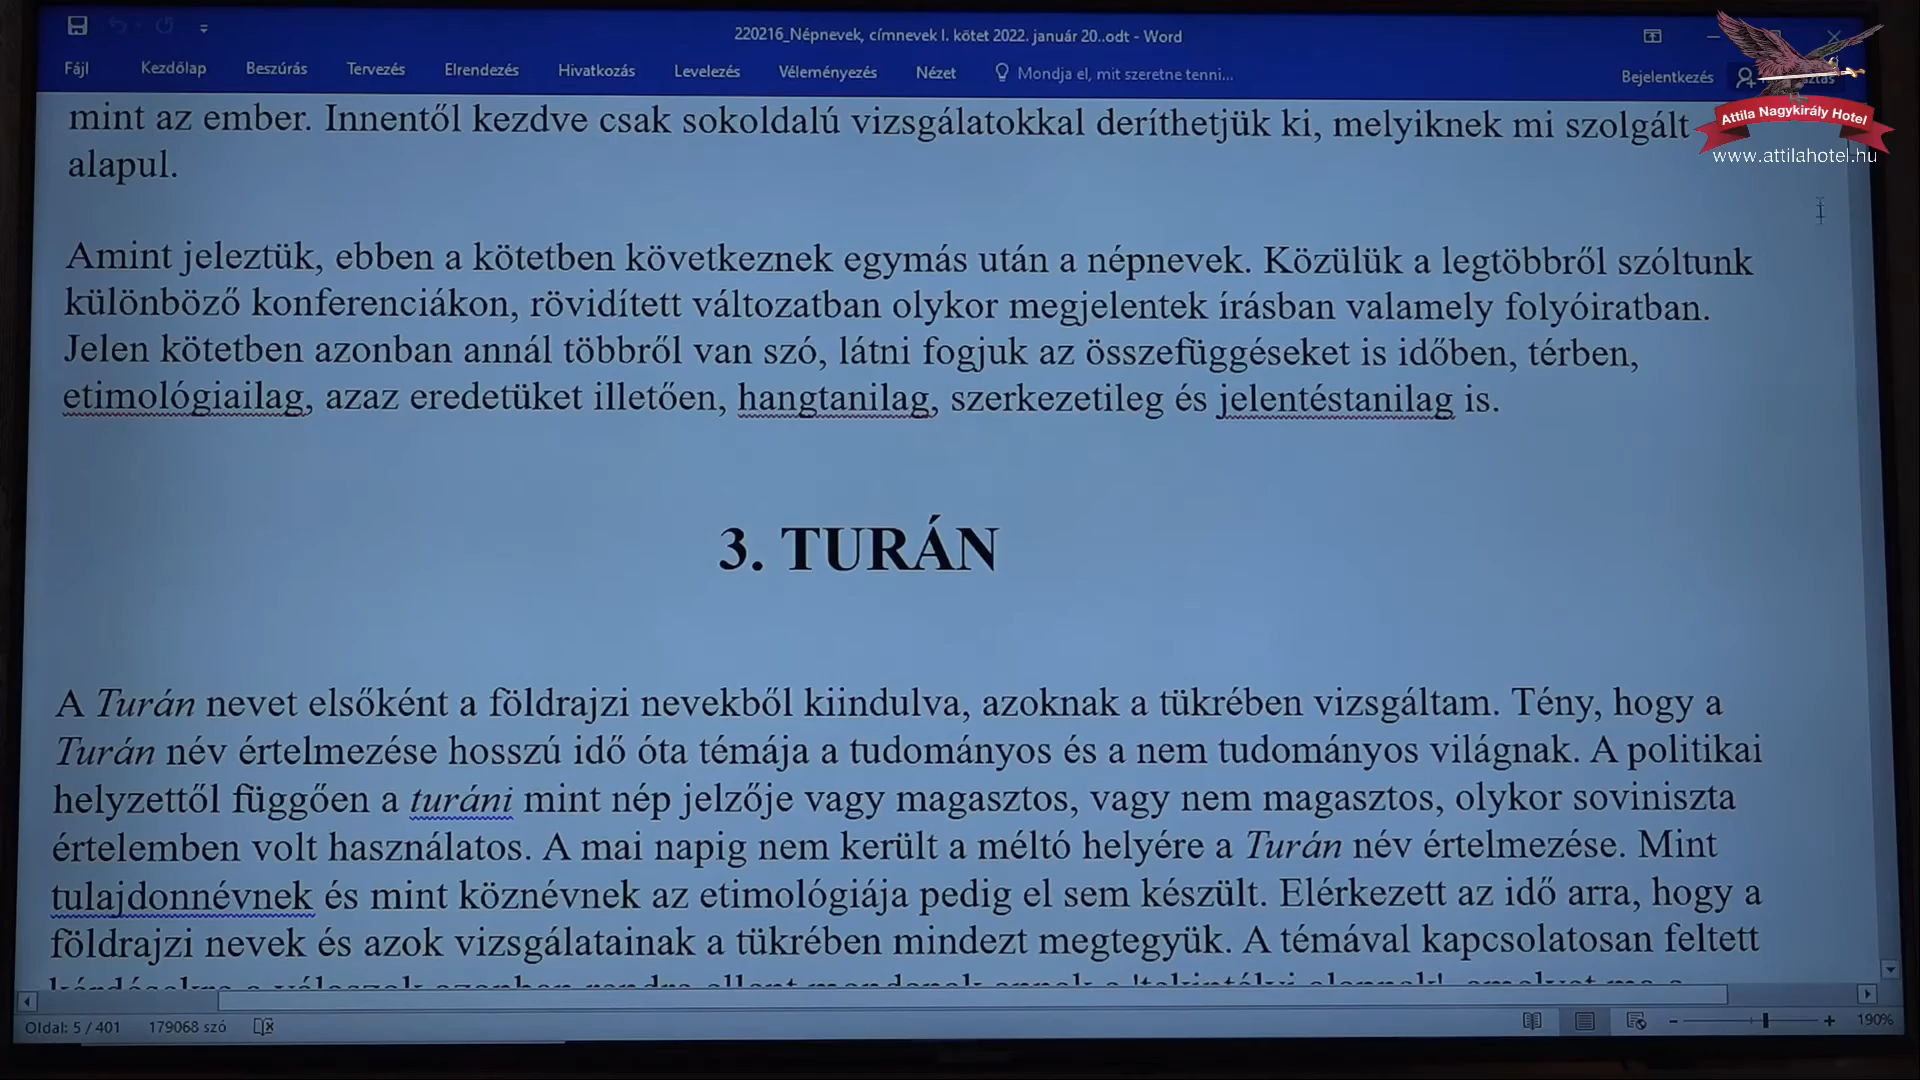 220216_Népnevek, címnevek I. kötet 2022. január 20..odt - Word
Fájl Kezdőlap Beszúrás Tervezés Elrendezés Hivatkozás Levelezés Véleményezés Nézet Mondja el, mit szeretne tenni... Bejelentkezés
Attila Nagykirály Hotel
www.attilahotel.hu
mint az ember. Innentől kezdve csak sokoldalú vizsgálatokkal deríthetjük ki, melyiknek mi szolgált
alapul.
Amint jeleztük, ebben a kötetben következnek egymás után a népnevek. Közülük a legtöbbről szóltunk
különböző konferenciákon, rövidített változatban olykor megjelentek írásban valamely folyóiratban.
Jelen kötetben azonban annál többről van szó, látni fogjuk az összefüggéseket is időben, térben,
etimológiailag, azaz eredetüket illetően, hangtanilag, szerkezetileg és jelentéstanilag is.
3. TURÁN
A Turán nevet elsőként a földrajzi nevekből kiindulva, azoknak a tükrében vizsgáltam. Tény, hogy a
Turán név értelmezése hosszú idő óta témája a tudományos és a nem tudományos világnak. A politikai
helyzettől függően a turáni mint nép jelzője vagy magasztos, vagy nem magasztos, olykor soviniszta
értelemben volt használatos. A mai napig nem került a méltó helyére a Turán név értelmezése. Mint
tulajdonnévnek és mint köznévnek az etimológiája pedig el sem készült. Elérkezett az idő arra, hogy a
földrajzi nevek és azok vizsgálatainak a tükrében mindezt megtegyük. A témával kapcsolatosan feltett
Oldal: 5 / 401 179068 szó 190%